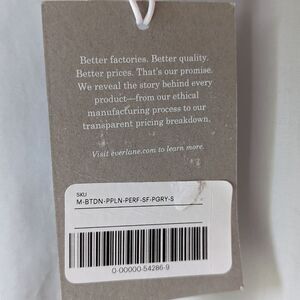 Better factories. Better quality.
Better prices. That's our promise.
We reveal the story behind every
product—from our ethical
manufacturing process to our
transparent pricing breakdown.
Visit everlane.com to learn more.
SKU
M-BTDN-PPLN-PERF-SF-PGRY-S
0-00000-54286-9